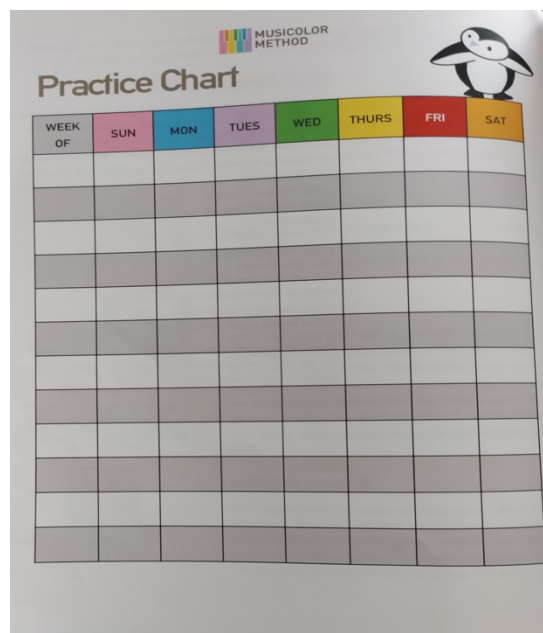 MUSICOLOR
METHOD
Practice Chart
WEEK
OF
SUN
MON
TUES
WED
THURS
FRI
SAT